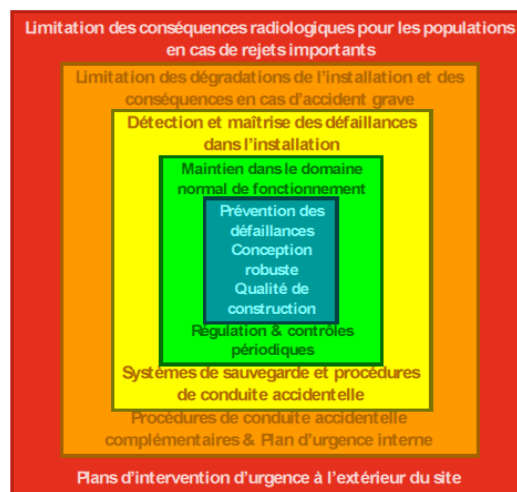 Limitation des conséquences radiologiques pour les populations
en cas de rejets importants
Limitation des dégradations de l'installation et des
conséquences en cas d'accident grave
Détection et maîtrise des défaillances
dans l'installation
Maintien dans le domaine
normal de fonctionnement
Prévention des
défaillances
Conception
robuste
Qualité de
construction
Régulation & contrôles
périodiques
Systèmes de sauvegarde et procédures
de conduite accidentelle
Procédures de conduite accidentelle
complémentaires & Plan d'urgence interne
Plans d'intervention d'urgence à l'extérieur du site